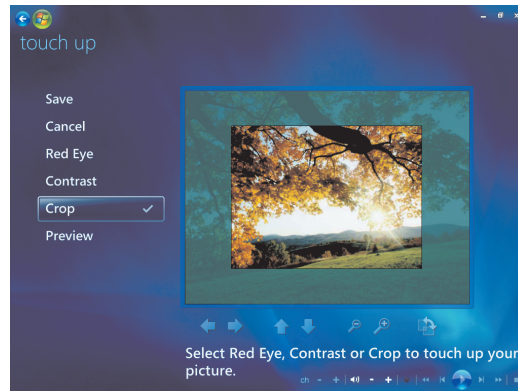 touch up
Save
Cancel
Red Eye
Contrast
Crop
Preview
Select Red Eye, Contrast or Crop to touch up your
picture.
ch - + - +